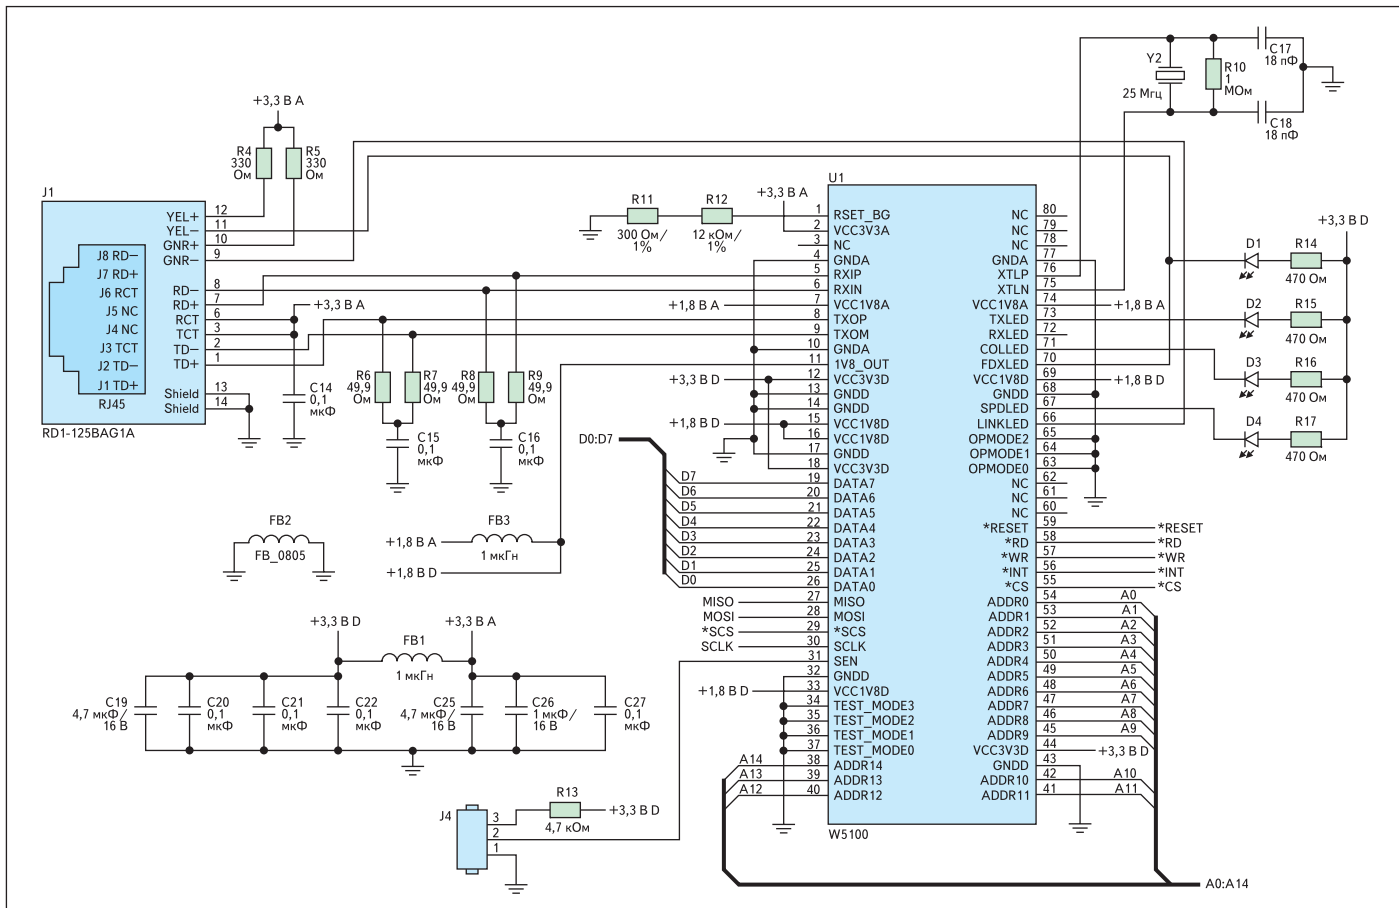 Y2
25 Мгц
R10
1
МОм
C17
18 пФ
C18
18 пФ
+3,3 В А
R4
330
Ом
R5
330
Ом
J1
YEL+
12
YEL−
11
GNR+
10
GNR−
9
RD−
8
RD+
7
RCT
6
TCT
3
TD−
2
TD+
1
Shield
13
Shield
14
J8 RD−
J7 RD+
J6 RCT
J5 NC
J4 NC
J3 TCT
J2 TD−
J1 TD+
RJ45
RD1-125BAG1A
+3,3 В А
C14
0,1
мкФ
R6
49,9
Ом
R7
49,9
Ом
R8
49,9
Ом
R9
49,9
Ом
C15
0,1
мкФ
C16
0,1
мкФ
R11
300 Ом/
1%
R12
12 кОм/
1%
+3,3 В А
+1,8 В А
+3,3 В D
+1,8 В D
D0:D7
D7
D6
D5
D4
D3
D2
D1
D0
MISO
MOSI
*SCS
SCLK
+1,8 В D
A14
A13
A12
U1
1 RSET_BG
2 VCC3V3A
3 NC
4 GNDA
5 RXIP
6 RXIN
7 VCC1V8A
8 TXOP
9 TXOM
10 GNDA
11 1V8_OUT
12 VCC3V3D
13 GNDD
14 GNDD
15 VCC1V8D
16 VCC1V8D
17 GNDD
18 VCC3V3D
19 DATA7
20 DATA6
21 DATA5
22 DATA4
23 DATA3
24 DATA2
25 DATA1
26 DATA0
27 MISO
28 MOSI
29 *SCS
30 SCLK
31 SEN
32 GNDD
33 VCC1V8D
34 TEST_MODE3
35 TEST_MODE2
36 TEST_MODE1
37 TEST_MODE0
38 ADDR14
39 ADDR13
40 ADDR12
NC 80
NC 79
NC 78
GNDA 77
XTLP 76
XTLN 75
VCC1V8A 74
TXLED 73
RXLED 72
COLLED 71
FDXLED 70
VCC1V8D 69
GNDD 68
SPDLED 67
LINKLED 66
OPMODE2 65
OPMODE1 64
OPMODE0 63
NC 62
NC 61
NC 60
*RESET 59
*RD 58
*WR 57
*INT 56
*CS 55
ADDR0 54
ADDR1 53
ADDR2 52
ADDR3 51
ADDR4 50
ADDR5 49
ADDR6 48
ADDR7 47
ADDR8 46
ADDR9 45
VCC3V3D 44
GNDD 43
ADDR10 42
ADDR11 41
W5100
+1,8 В А
+1,8 В D
+3,3 В D
D1
R14
470 Ом
D2
R15
470 Ом
D3
R16
470 Ом
D4
R17
470 Ом
*RESET
*RD
*WR
*INT
*CS
A0
A1
A2
A3
A4
A5
A6
A7
A8
A9
+3,3 В D
A10
A11
A0:A14
FB2
FB_0805
+1,8 В А
FB3
1 мкГн
+1,8 В D
+3,3 В D
FB1
1 мкГн
+3,3 В А
C19
4,7 мкФ/
16 В
C20
0,1
мкФ
C21
0,1
мкФ
C22
0,1
мкФ
C25
4,7 мкФ/
16 В
C26
1 мкФ/
16 В
C27
0,1
мкФ
J4
3
2
1
R13
4,7 кОм
+3,3 В D